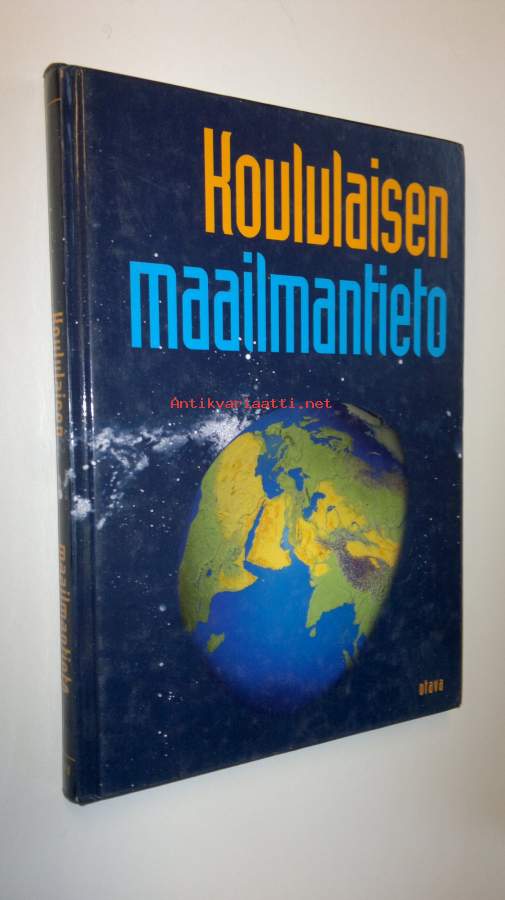 Koululaisen
maailmantieto
Antikvariaatti.net
otava
Koululaisen maailmantieto